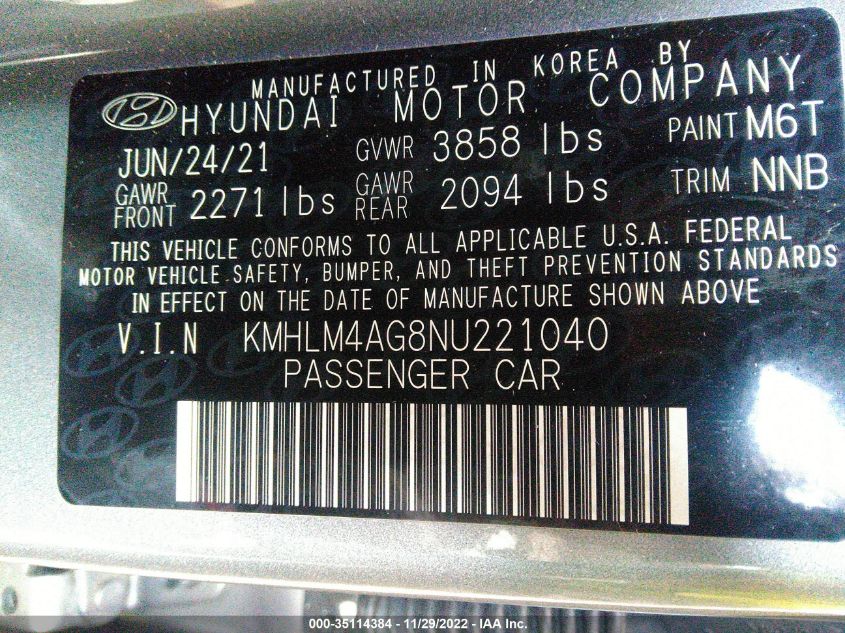 MANUFACTURED IN KOREA BY
HYUNDAI MOTOR COMPANY
JUN/24/21 GVWR 3858 lbs PAINT M6T
GAWR FRONT 2271 lbs GAWR REAR 2094 lbs TRIM NNB
THIS VEHICLE CONFORMS TO ALL APPLICABLE U.S.A. FEDERAL
MOTOR VEHICLE SAFETY, BUMPER, AND THEFT PREVENTION STANDARDS
IN EFFECT ON THE DATE OF MANUFACTURE SHOWN ABOVE
V.I.N KMHLM4AG8NU221040
PASSENGER CAR
000-35114384 - 11/29/2022 - IAA Inc.